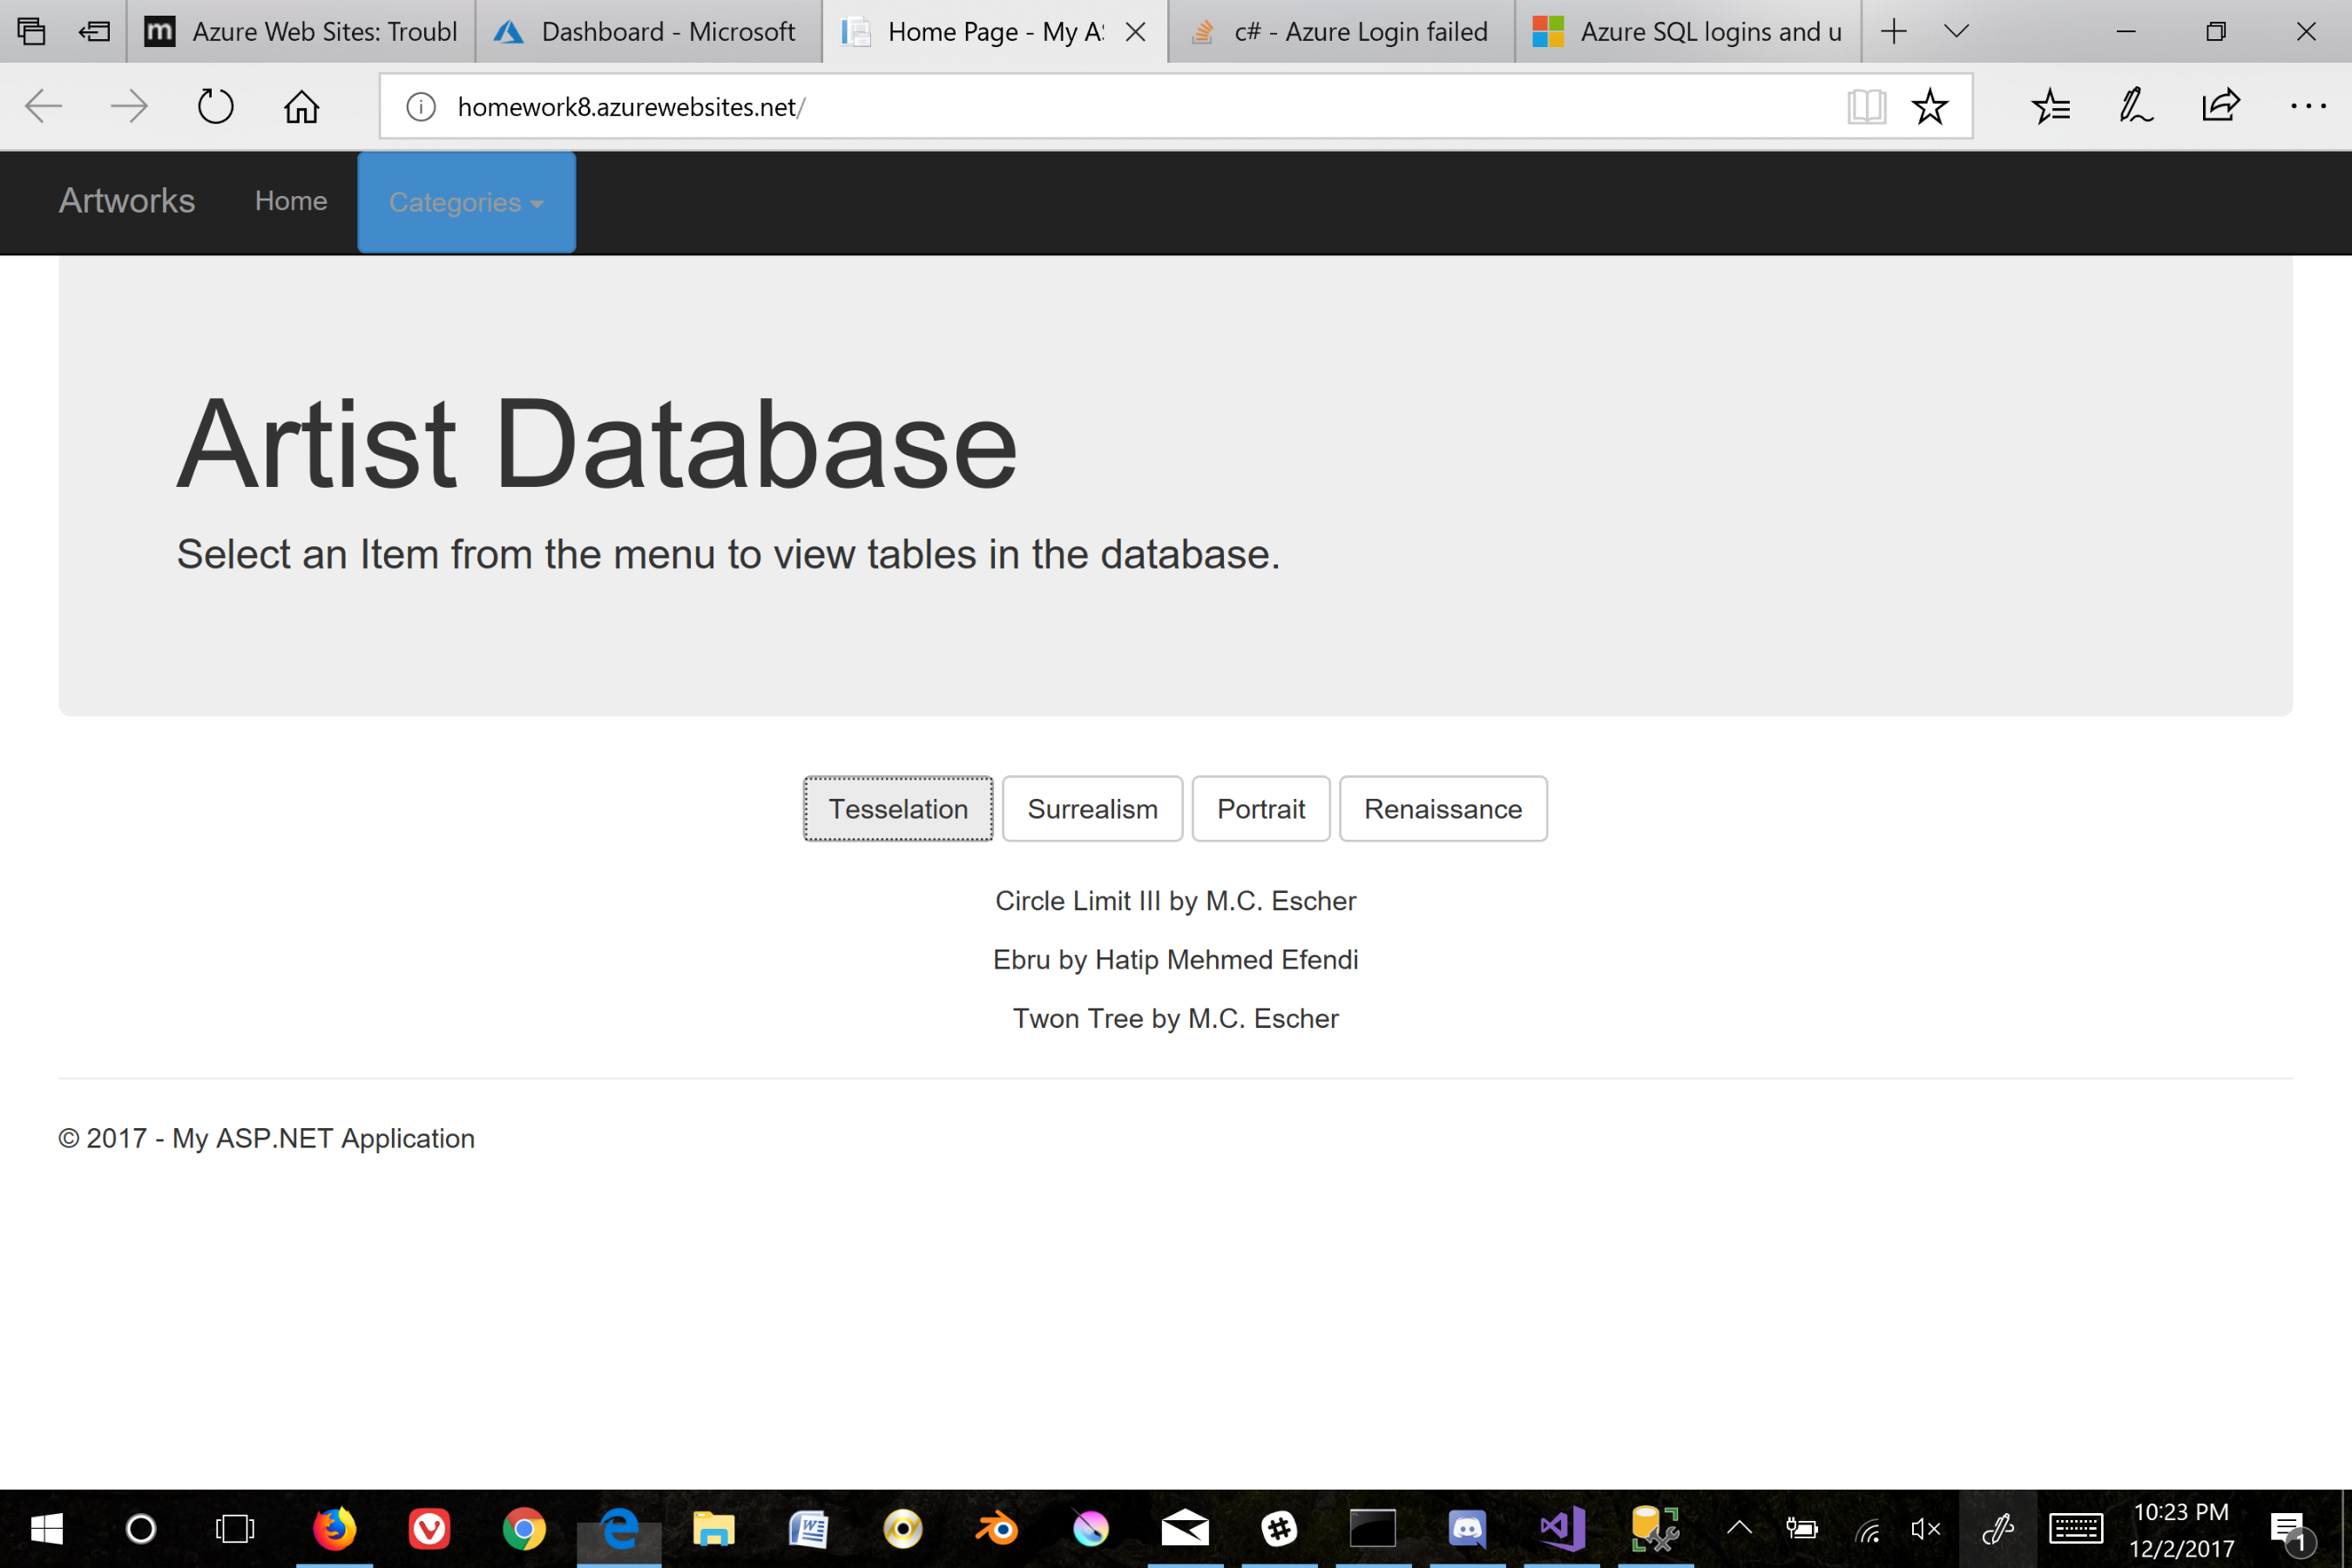 Azure Web Sites: Troubl
Dashboard - Microsoft
Home Page - My A
c# - Azure Login failed
Azure SQL logins and u
homework8.azurewebsites.net/
Artworks
Home
Categories
Artist Database
Select an Item from the menu to view tables in the database.
Tesselation
Surrealism
Portrait
Renaissance
Circle Limit III by M.C. Escher
Ebru by Hatip Mehmed Efendi
Twon Tree by M.C. Escher
© 2017 - My ASP.NET Application
10:23 PM
12/2/2017
1